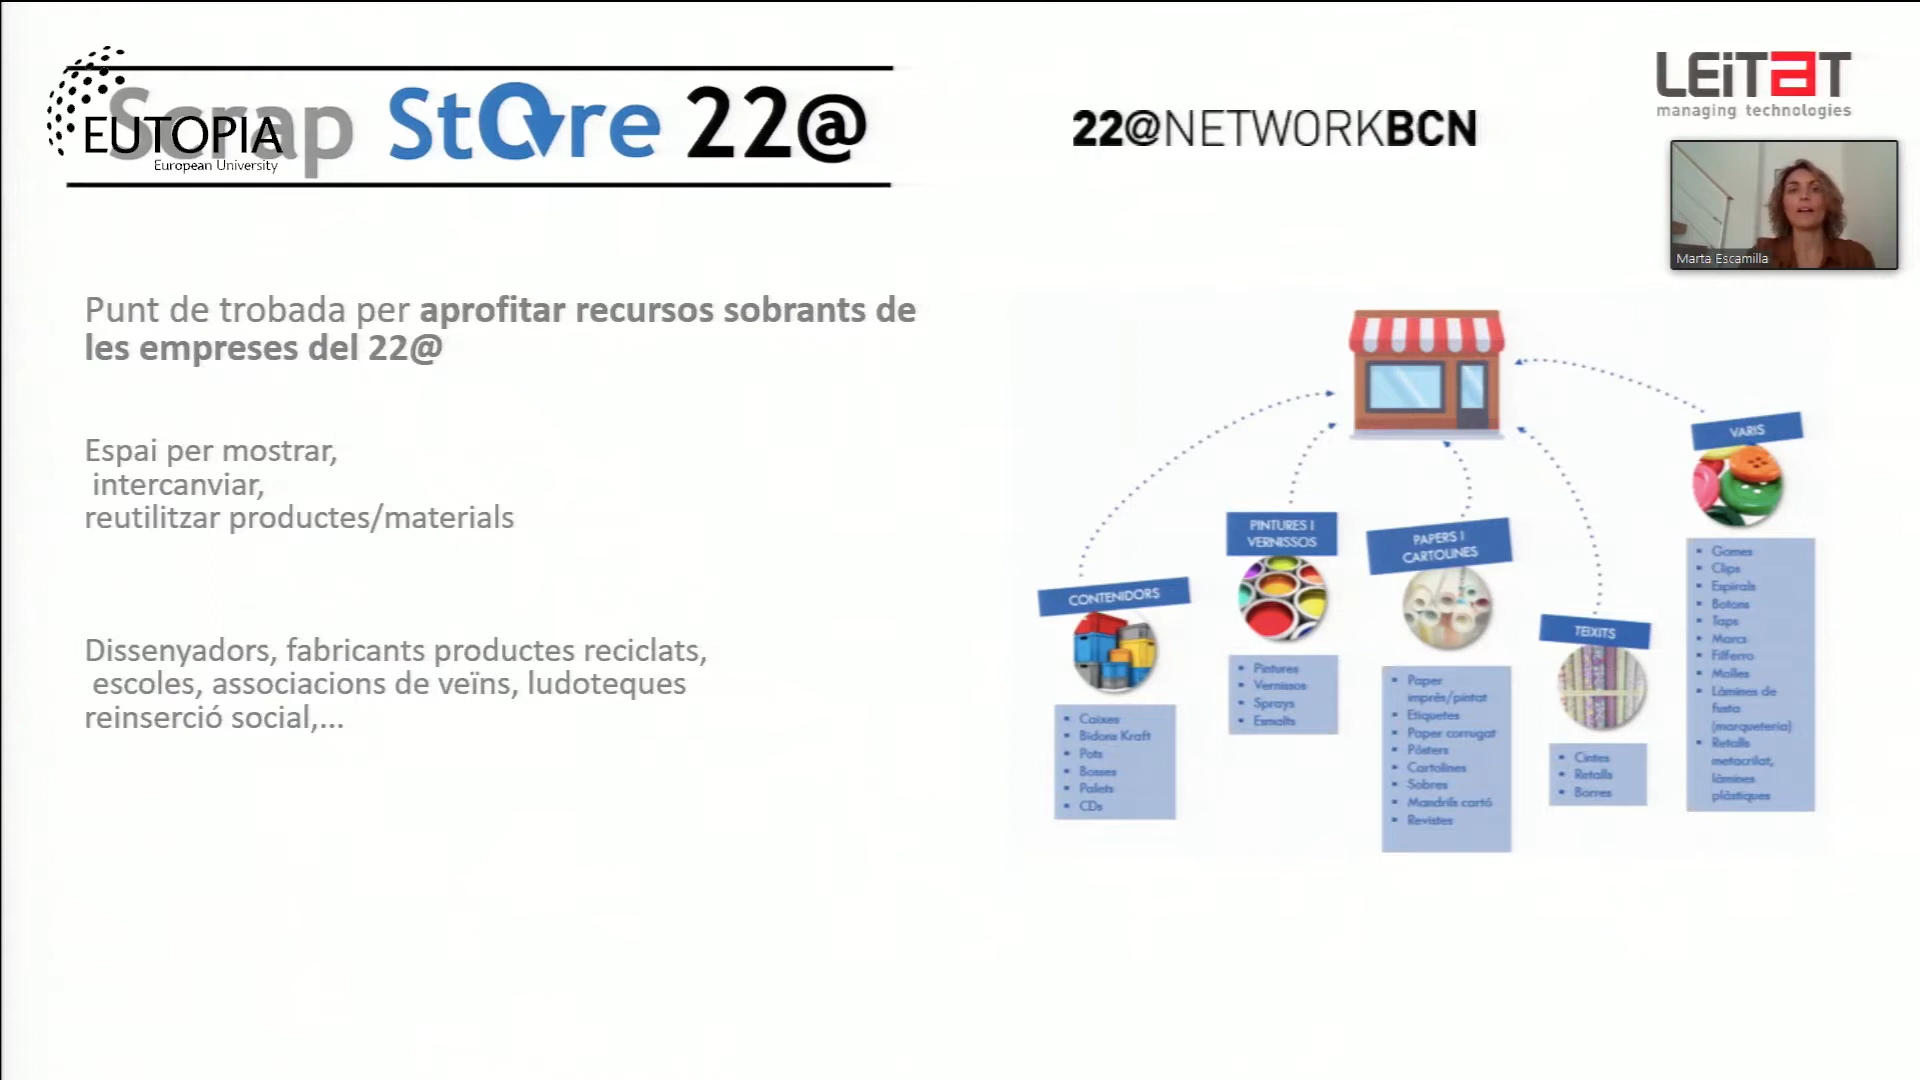 Scrap Store 22@
EUTOPIA
European University
22@NETWORKBCN
LEiTaT
managing technologies
Marta Escamilla
Punt de trobada per aprofitar recursos sobrants de
les empreses del 22@
Espai per mostrar,
intercanviar,
reutilitzar productes/materials
Dissenyadors, fabricants productes reciclats,
escoles, associacions de veïns, ludoteques
reinserció social,...
CONTENIDORS
▪ Caixes
▪ Bidons Kraft
▪ Pots
▪ Bosses
▪ Palets
▪ CDs
PINTURES I
VERNISSOS
▪ Pintures
▪ Vernissos
▪ Sprays
▪ Esmalts
PAPERS I
CARTOLINES
▪ Paper
imprès/pintat
▪ Etiquetes
▪ Paper corrugat
▪ Pòsters
▪ Cartolines
▪ Sobres
▪ Mandrils cartó
▪ Revistes
TEIXITS
▪ Cintes
▪ Retalls
▪ Borres
VARIS
▪ Gomes
▪ Clips
▪ Espirals
▪ Botons
▪ Taps
▪ Marcs
▪ Filferro
▪ Molles
▪ Làmines de
fusta
(marqueteria)
▪ Retalls
metacrilat,
làmines
plàstiques